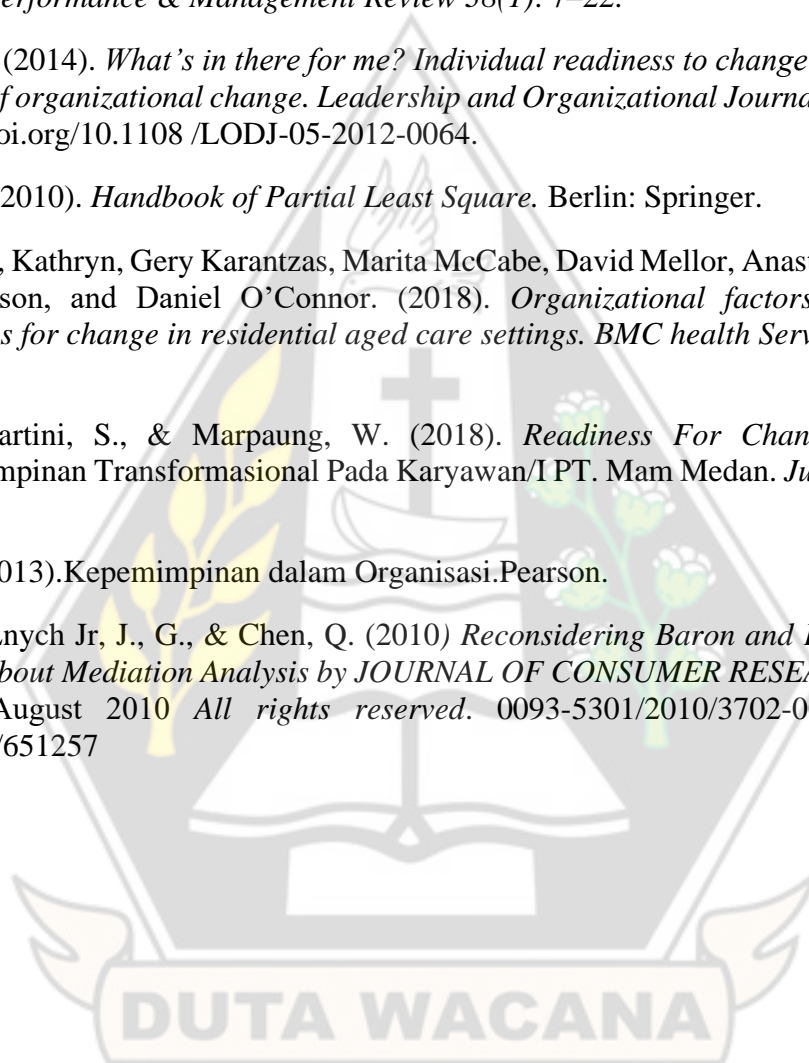 erformance & Management Review 38(1): 7–22.
(2014). What's in there for me? Individual readiness to change
f organizational change. Leadership and Organizational Journa
oi.org/10.1108 /LODJ-05-2012-0064.
2010). Handbook of Partial Least Square. Berlin: Springer.
, Kathryn, Gery Karantzas, Marita McCabe, David Mellor, Anast
son, and Daniel O'Connor. (2018). Organizational factors
s for change in residential aged care settings. BMC health Serv
artini, S., & Marpaung, W. (2018). Readiness For Chan
mpinan Transformasional Pada Karyawan/I PT. Mam Medan. Ju
013).Kepemimpinan dalam Organisasi.Pearson.
nych Jr, J., G., & Chen, Q. (2010) Reconsidering Baron and
bout Mediation Analysis by JOURNAL OF CONSUMER RESEA
August 2010 All rights reserved. 0093-5301/2010/3702-0
/651257
DUTA WACANA